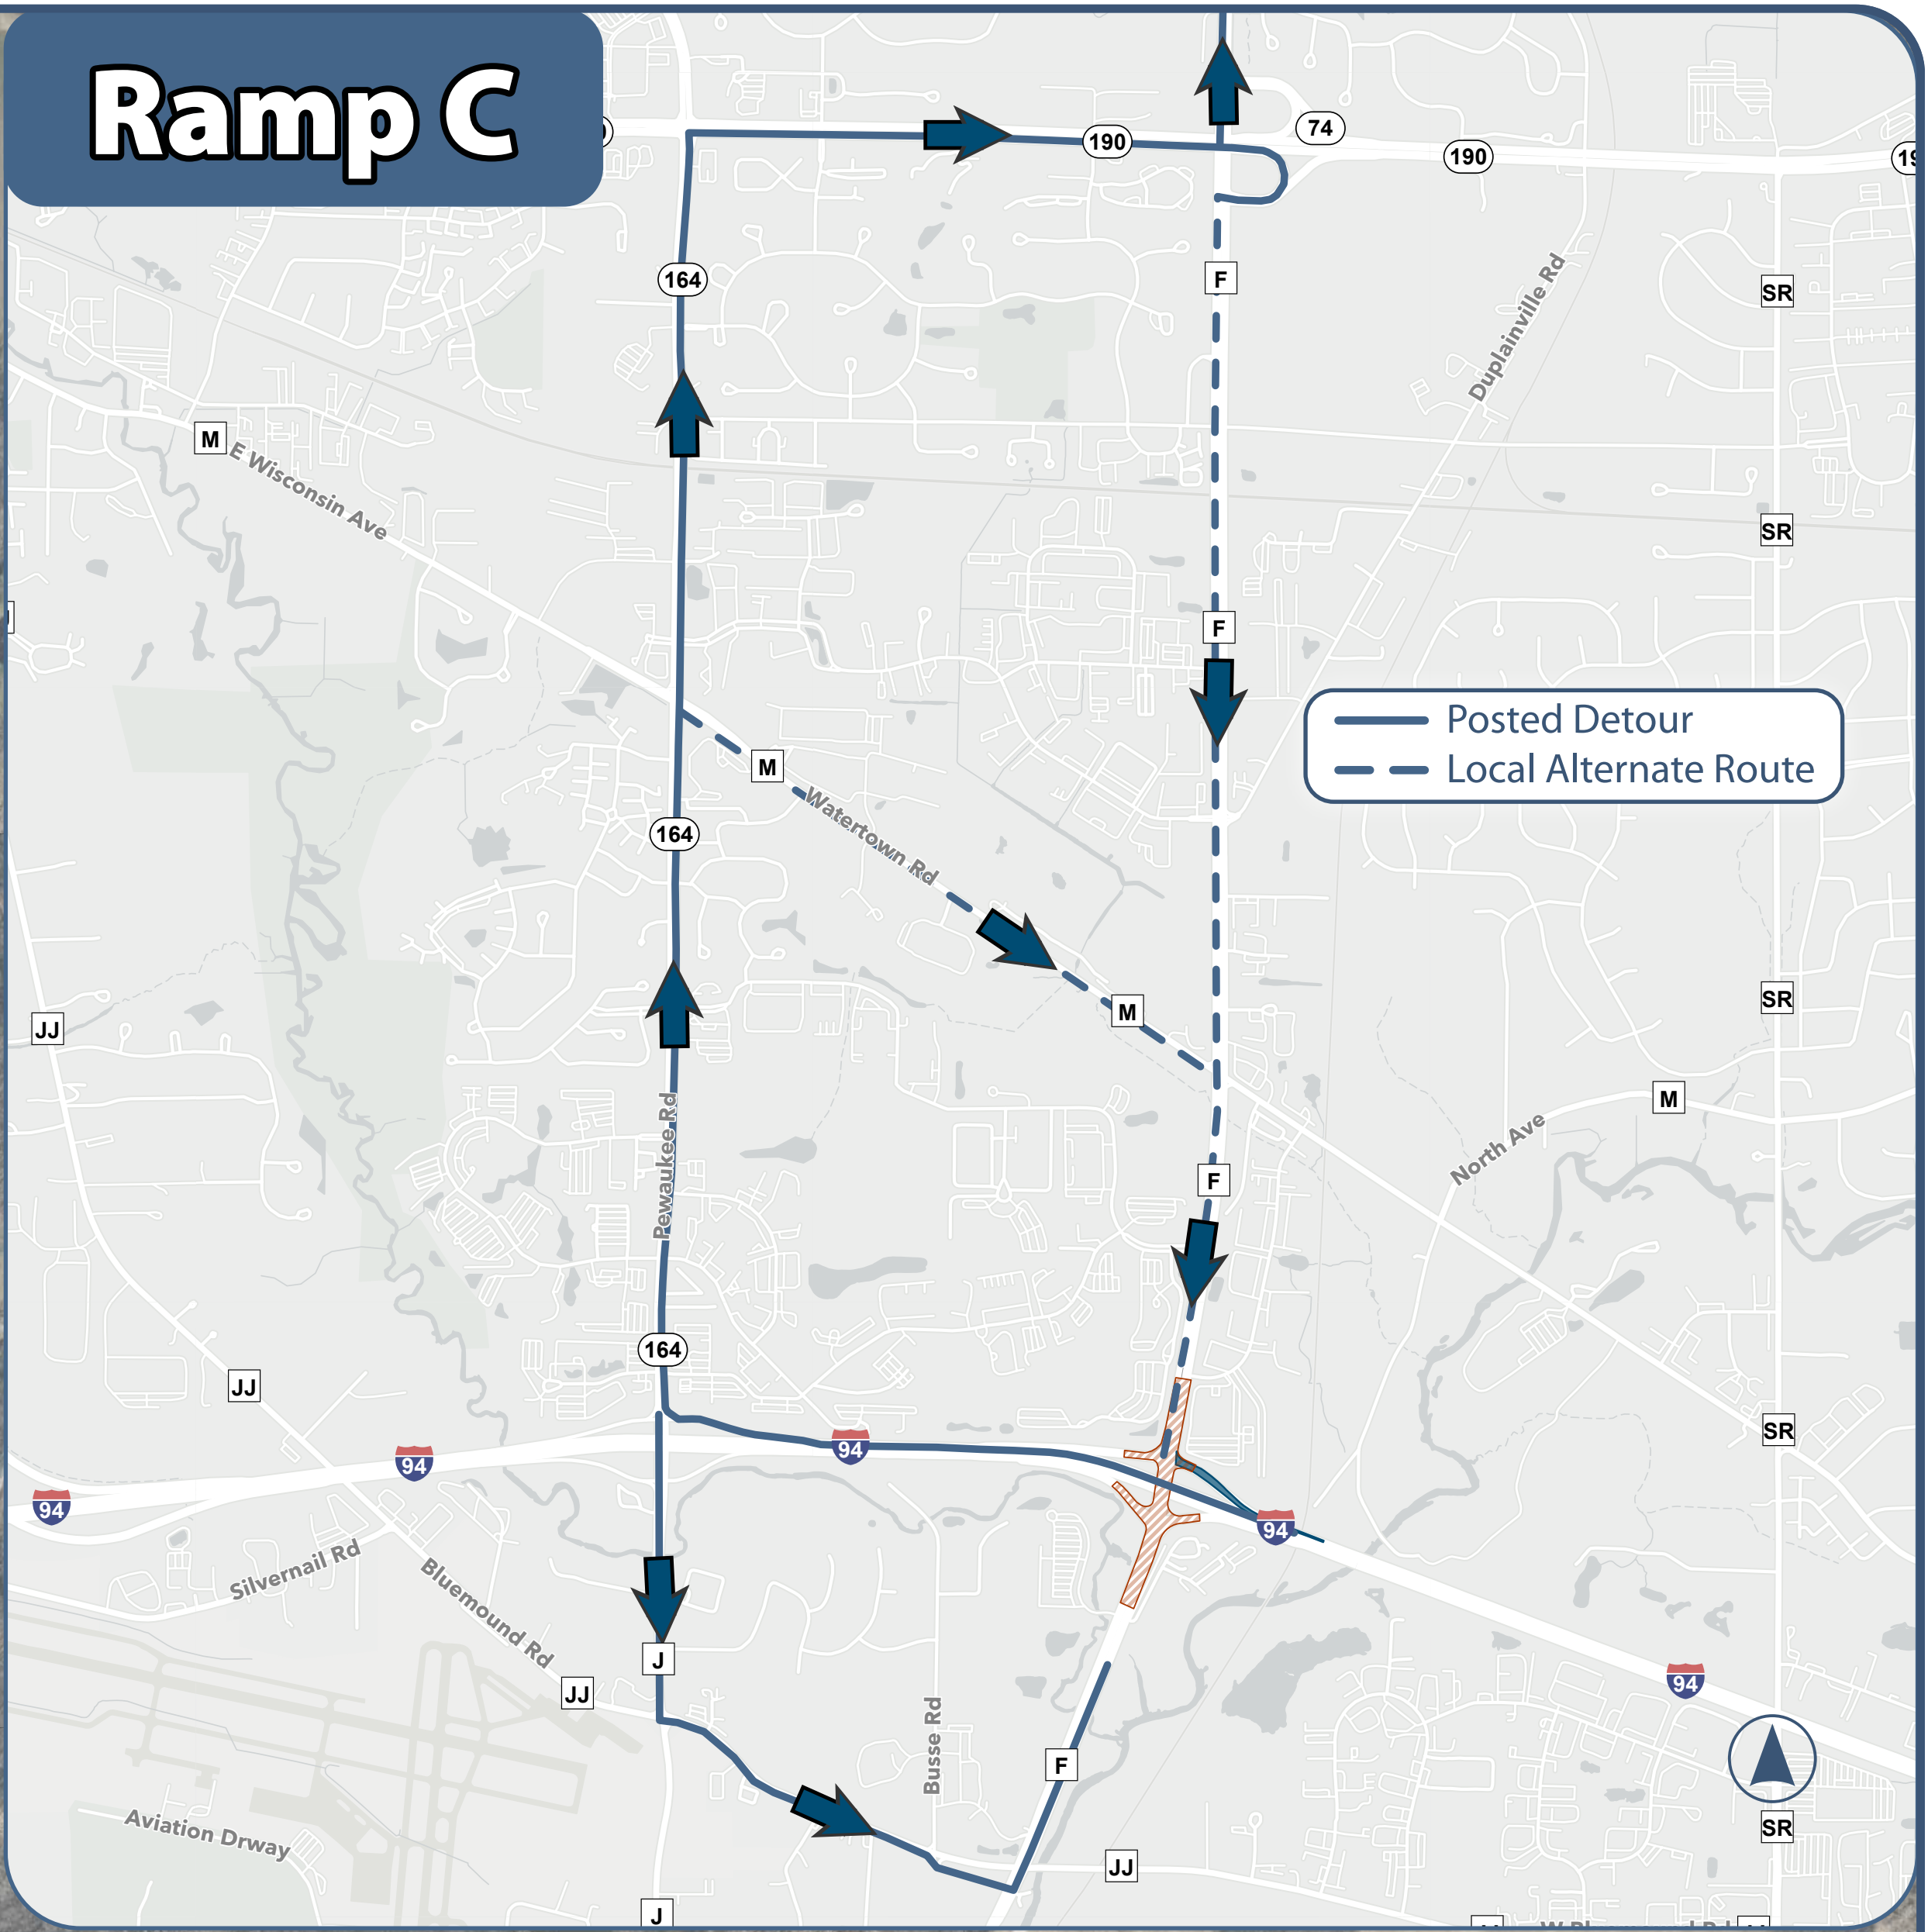 Ramp C
74
190
190
164
F
SR
Duplainville Rd
M
E Wisconsin Ave
SR
F
Posted Detour
Local Alternate Route
M
Watertown Rd
164
JJ
SR
M
M
North Ave
Pewaukee Rd
F
164
JJ
SR
94
94
94
94
Silvernail Rd
Bluemound Rd
J
JJ
94
Busse Rd
F
Aviation Drway
SR
JJ
J